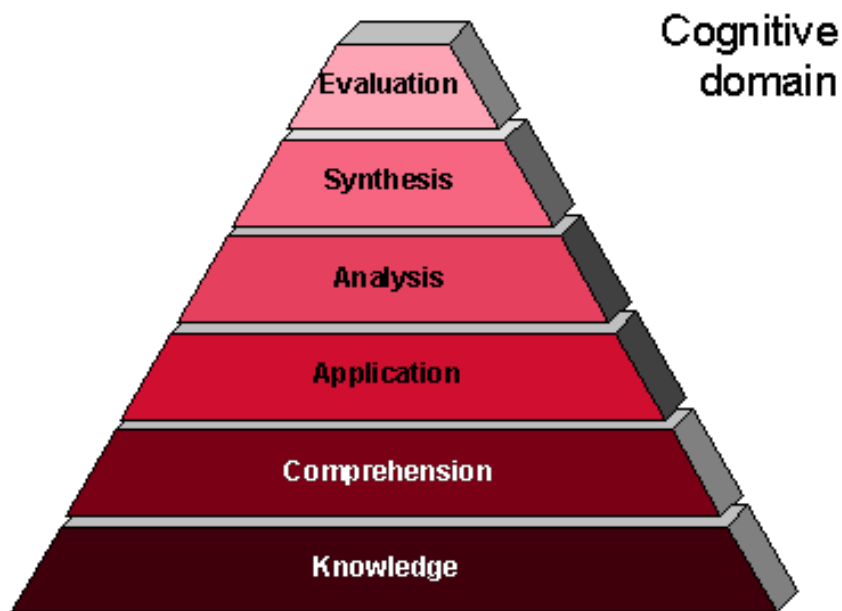 Cognitive
domain
Evaluation
Synthesis
Analysis
Application
Comprehension
Knowledge